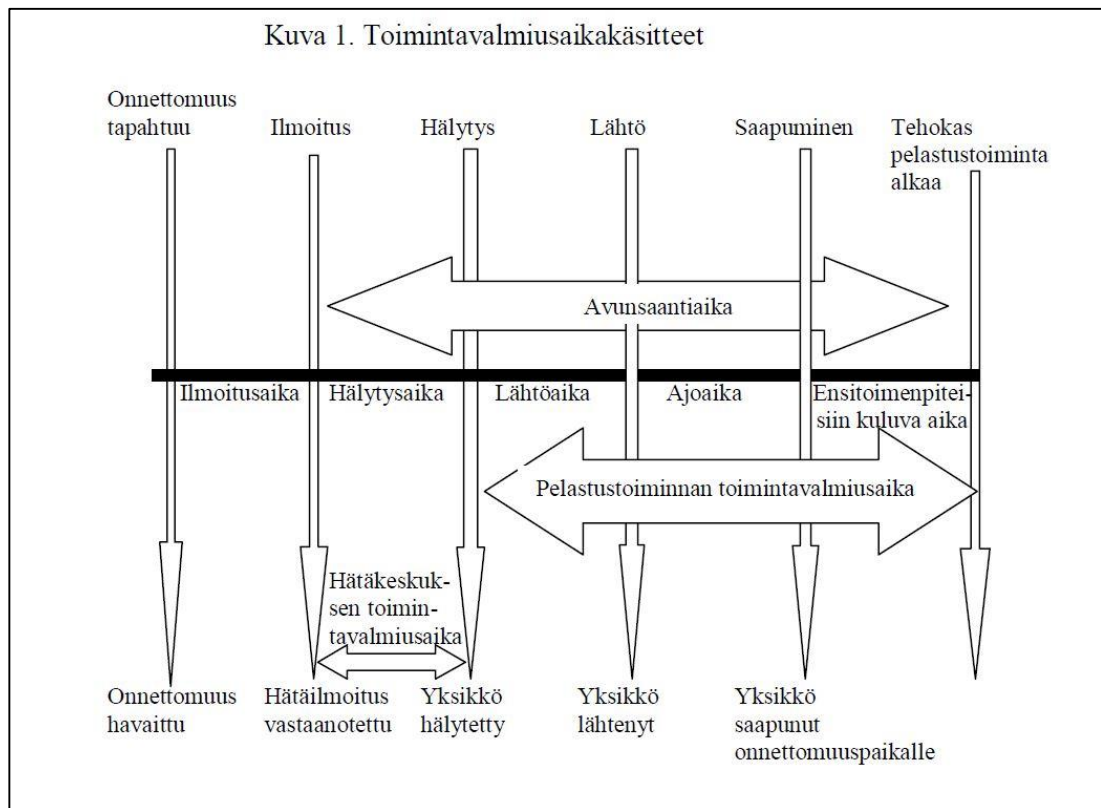 Kuva 1. Toimintavalmiusaikakäsitteet
Onnettomuus
tapahtuu
Ilmoitus
Hälytys
Lähtö
Saapuminen
Tehokas
pelastustoiminta
alkaa
Avunsaantiaika
Ilmoitusaika
Hälytysaika
Lähtöaika
Ajoaika
Ensitoimenpitei-
siin kuluva aika
Pelastustoiminnan toimintavalmiusaika
Hätäkeskuk-
sen toimin-
tavalmiusaika
Onnettomuus
havaittu
Hätäilmoitus
vastaanotettu
Yksikkö
hälytetty
Yksikkö
lähtenyt
Yksikkö
saapunut
onnettomuuspaikalle